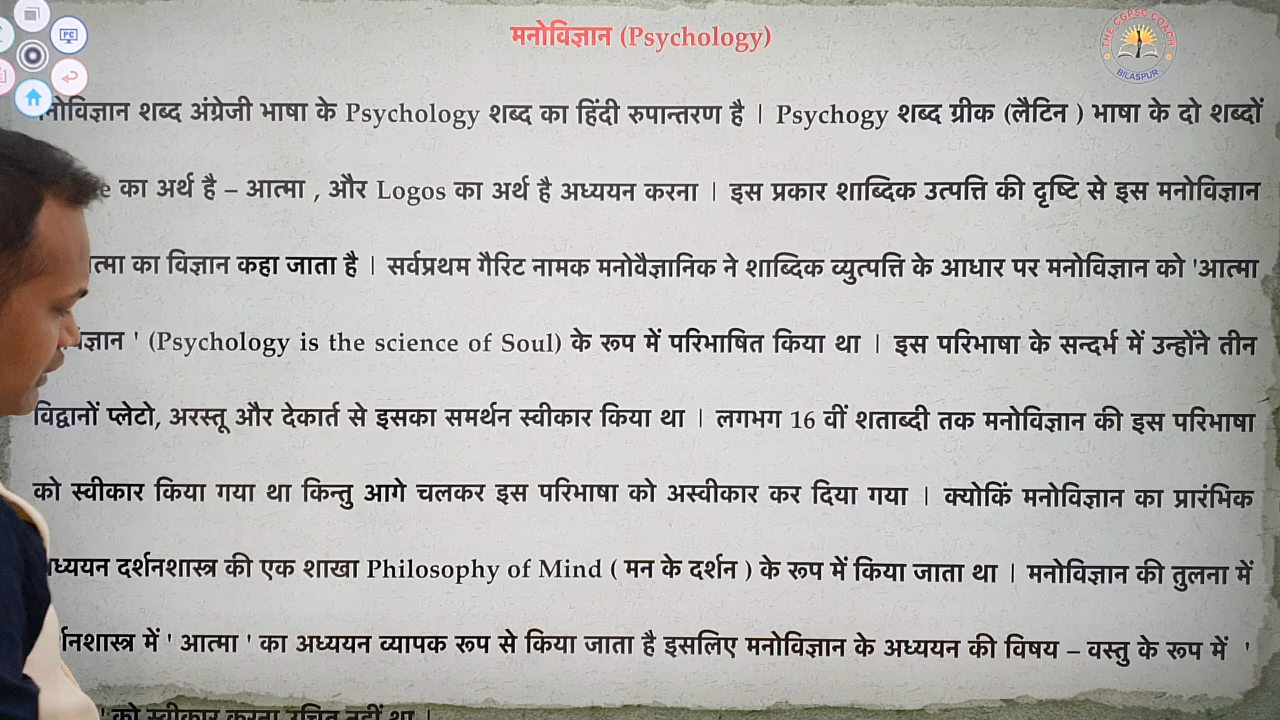 मनोविज्ञान (Psychology)
THE CGPSC COACH
BILASPUR
PC
शब्द अंग्रेजी भाषा के Psychology शब्द का हिंदी रुपान्तरण है | Psychogy शब्द ग्रीक (लैटिन ) भाषा के दो शब्दों
का अर्थ है – आत्मा , और Logos का अर्थ है अध्ययन करना | इस प्रकार शाब्दिक उत्पत्ति की दृष्टि से इस मनोविज्ञान
का विज्ञान कहा जाता है | सर्वप्रथम गैरिट नामक मनोवैज्ञानिक ने शाब्दिक व्युत्पत्ति के आधार पर मनोविज्ञान को 'आत्मा
' (Psychology is the science of Soul) के रूप में परिभाषित किया था | इस परिभाषा के सन्दर्भ में उन्होंने तीन
विद्वानों प्लेटो, अरस्तू और देकार्त से इसका समर्थन स्वीकार किया था | लगभग 16 वीं शताब्दी तक मनोविज्ञान की इस परिभाषा
को स्वीकार किया गया था किन्तु आगे चलकर इस परिभाषा को अस्वीकार कर दिया गया | क्योकिं मनोविज्ञान का प्रारंभिक
दर्शनशास्त्र की एक शाखा Philosophy of Mind ( मन के दर्शन ) के रूप में किया जाता था | मनोविज्ञान की तुलना में
में ' आत्मा ' का अध्ययन व्यापक रूप से किया जाता है इसलिए मनोविज्ञान के अध्ययन की विषय – वस्तु के रूप में '
' को स्वीकार करना उचित नहीं था |